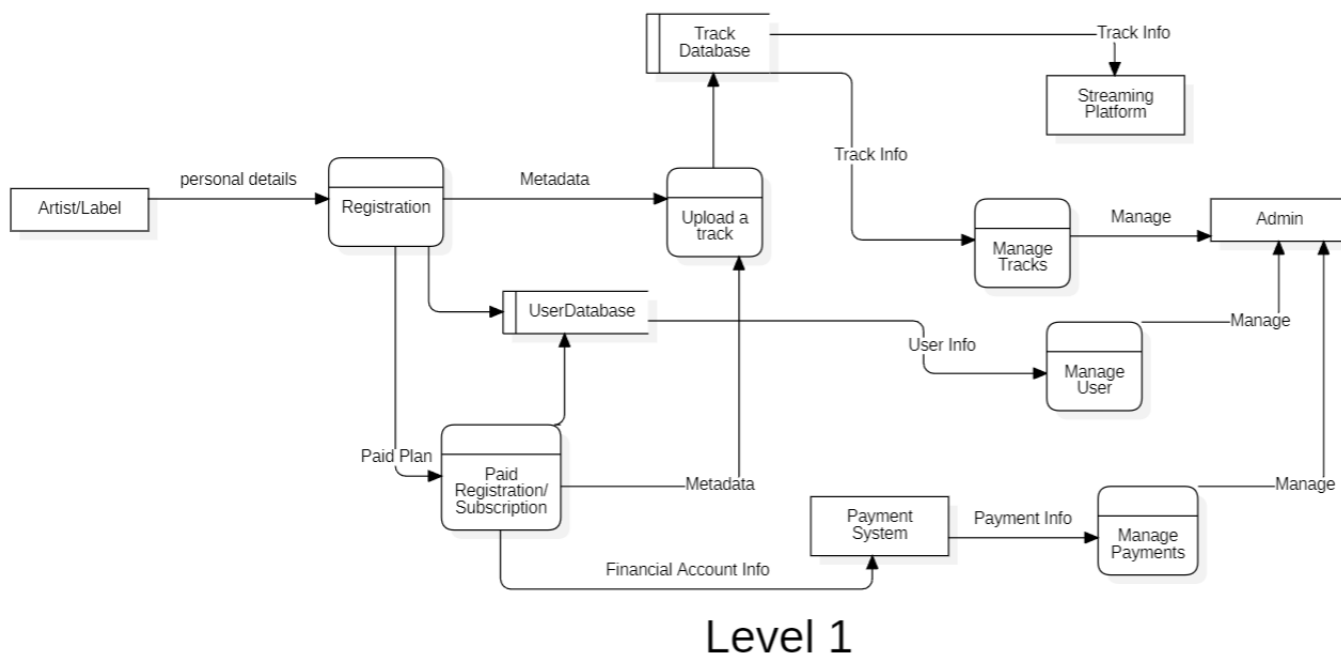 Track
Database
Track Info
Streaming
Platform
Track Info
personal details
Metadata
Artist/Label
Registration
Upload a
track
Manage
Admin
Manage
Tracks
UserDatabase
Manage
User Info
Manage
User
Paid Plan
Paid
Registration/
Subscription
Metadata
Manage
Payment
System
Payment Info
Manage
Payments
Financial Account Info
Level 1